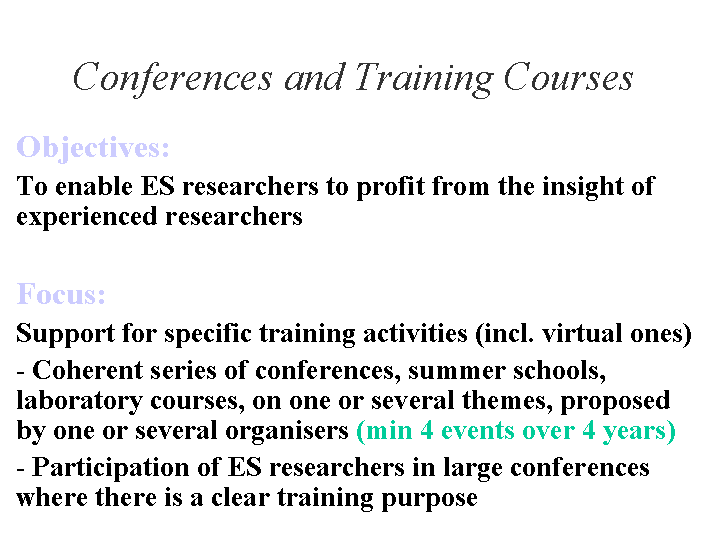 Conferences and Training Courses
Objectives:
To enable ES researchers to profit from the insight of
experienced researchers
Focus:
Support for specific training activities (incl. virtual ones)
- Coherent series of conferences, summer schools,
laboratory courses, on one or several themes, proposed
by one or several organisers (min 4 events over 4 years)
- Participation of ES researchers in large conferences
where there is a clear training purpose